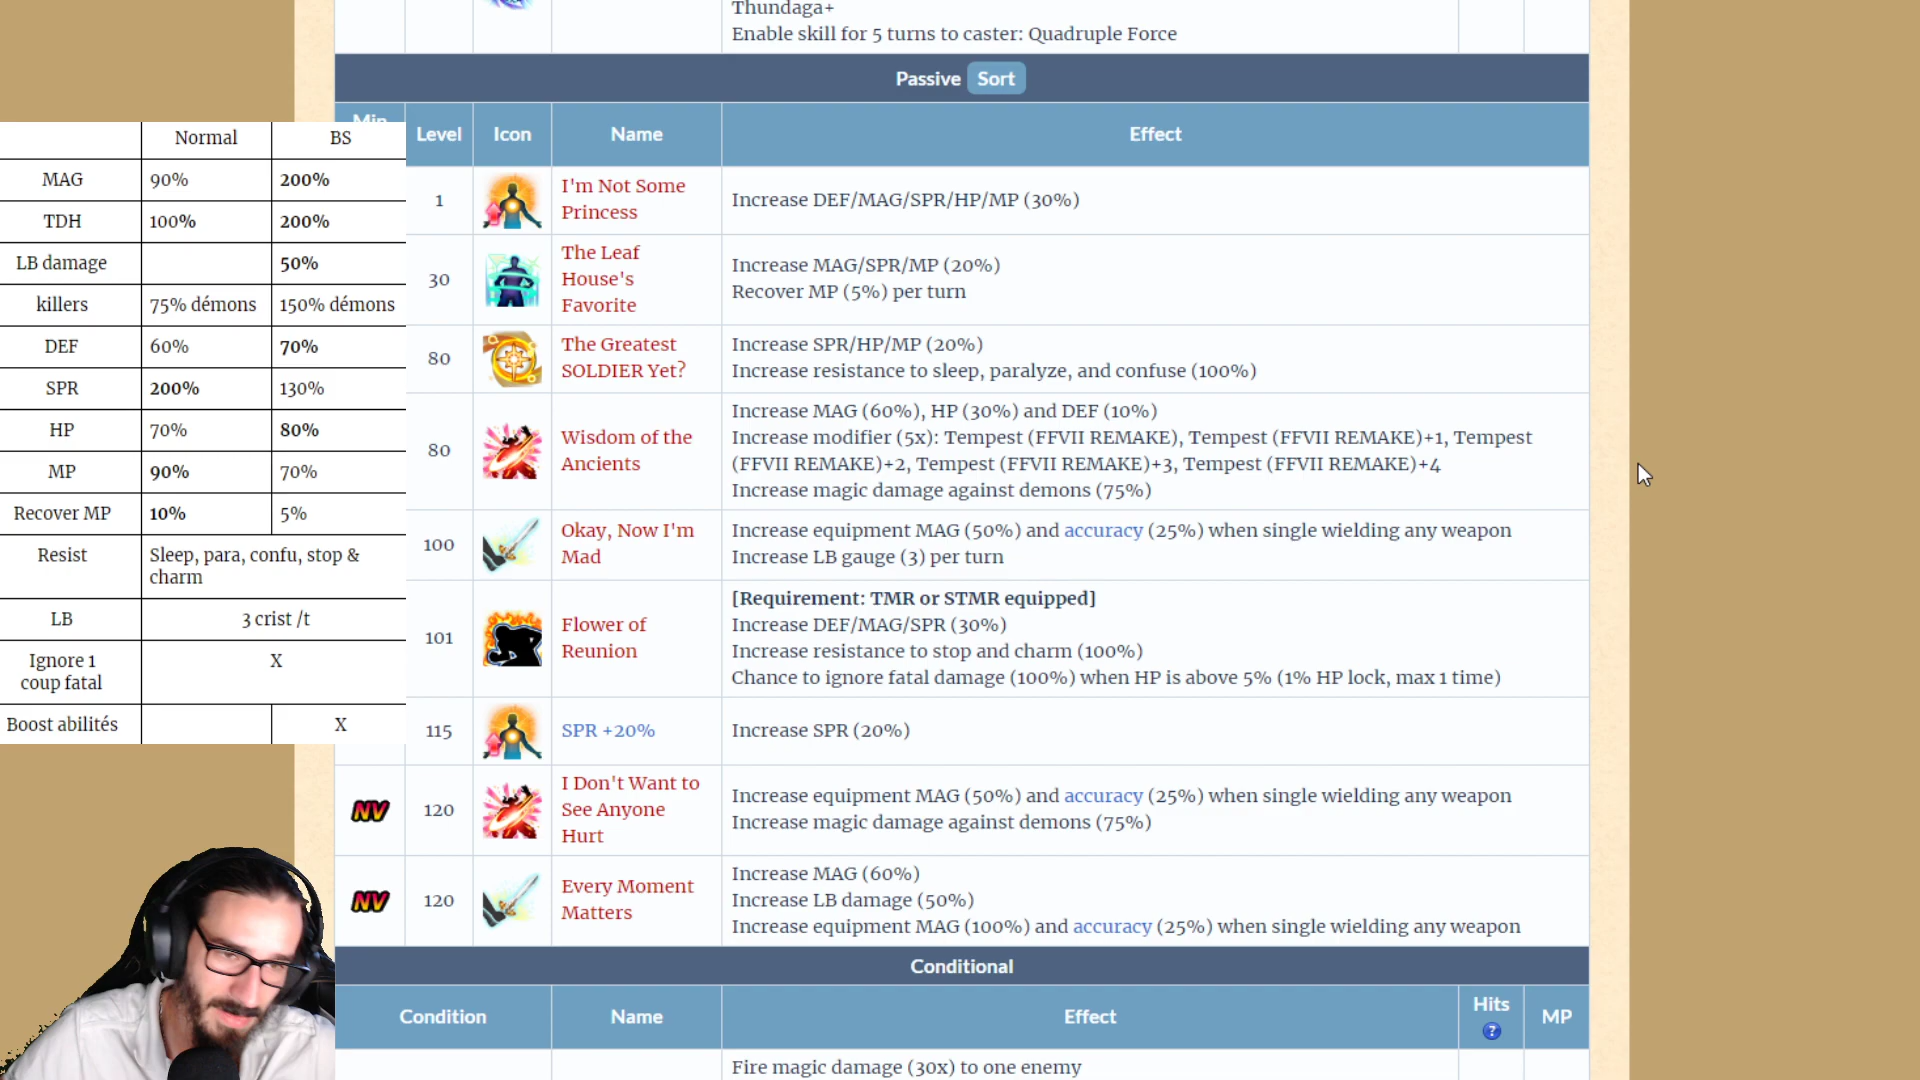 Thundaga+
Enable skill for 5 turns to caster: Quadruple Force
Passive Sort
Level Icon Name Effect
1 I'm Not Some Princess Increase DEF/MAG/SPR/HP/MP (30%)
30 The Leaf House's Favorite
Increase MAG/SPR/MP (20%)
Recover MP (5%) per turn
80 The Greatest SOLDIER Yet?
Increase SPR/HP/MP (20%)
Increase resistance to sleep, paralyze, and confuse (100%)
80 Wisdom of the Ancients
Increase MAG (60%), HP (30%) and DEF (10%)
Increase modifier (5x): Tempest (FFVII REMAKE), Tempest (FFVII REMAKE)+1, Tempest
(FFVII REMAKE)+2, Tempest (FFVII REMAKE)+3, Tempest (FFVII REMAKE)+4
Increase magic damage against demons (75%)
100 Okay, Now I'm Mad
Increase equipment MAG (50%) and accuracy (25%) when single wielding any weapon
Increase LB gauge (3) per turn
101 Flower of Reunion
[Requirement: TMR or STMR equipped]
Increase DEF/MAG/SPR (30%)
Increase resistance to stop and charm (100%)
Chance to ignore fatal damage (100%) when HP is above 5% (1% HP lock, max 1 time)
115 SPR +20% Increase SPR (20%)
NV 120 I Don't Want to See Anyone Hurt
Increase equipment MAG (50%) and accuracy (25%) when single wielding any weapon
Increase magic damage against demons (75%)
NV 120 Every Moment Matters
Increase MAG (60%)
Increase LB damage (50%)
Increase equipment MAG (100%) and accuracy (25%) when single wielding any weapon
Conditional
Condition Name Effect Hits ? MP
Fire magic damage (30x) to one enemy
Normal BS
MAG 90% 200%
TDH 100% 200%
LB damage 50%
killers 75% démons 150% démons
DEF 60% 70%
SPR 200% 130%
HP 70% 80%
MP 90% 70%
Recover MP 10% 5%
Resist Sleep, para, confu, stop &
charm
LB 3 crist /t
Ignore 1
coup fatal X
Boost abilités X